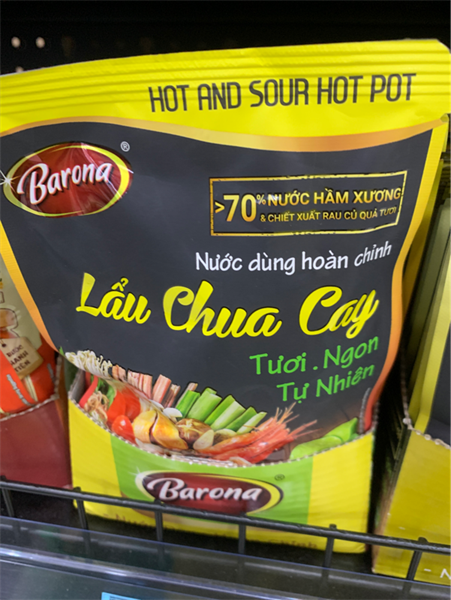 HOT AND SOUR HOT POT
Barona®
>70% NƯỚC HẦM XƯƠNG
& CHIẾT XUẤT RAU CỦ QUẢ TƯƠI
Nước dùng hoàn chỉnh
Lẩu Chua Cay
Tươi . Ngon
Tự Nhiên
Barona